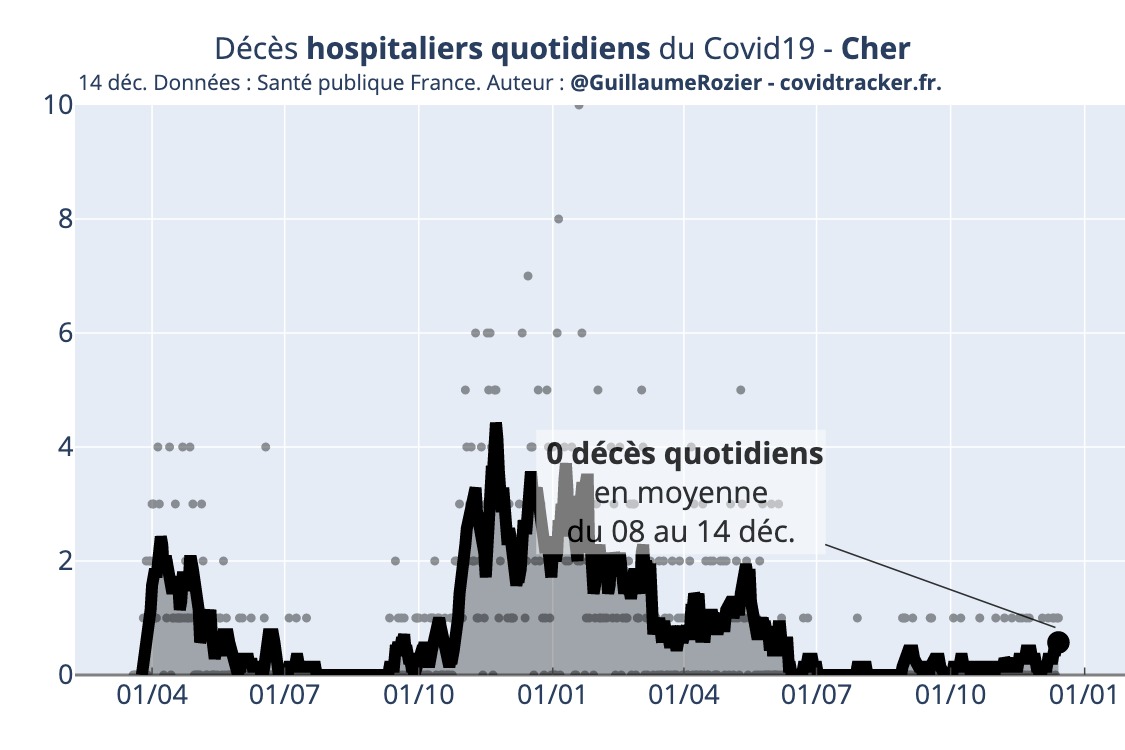 Décès hospitaliers quotidiens du Covid19 - Cher
14 déc. Données : Santé publique France. Auteur : @GuillaumeRozier - covidtracker.fr.
10
8
6
4
2
0
0 décès quotidiens
en moyenne
du 08 au 14 déc.
01/04 01/07 01/10 01/01 01/04 01/07 01/10 01/01